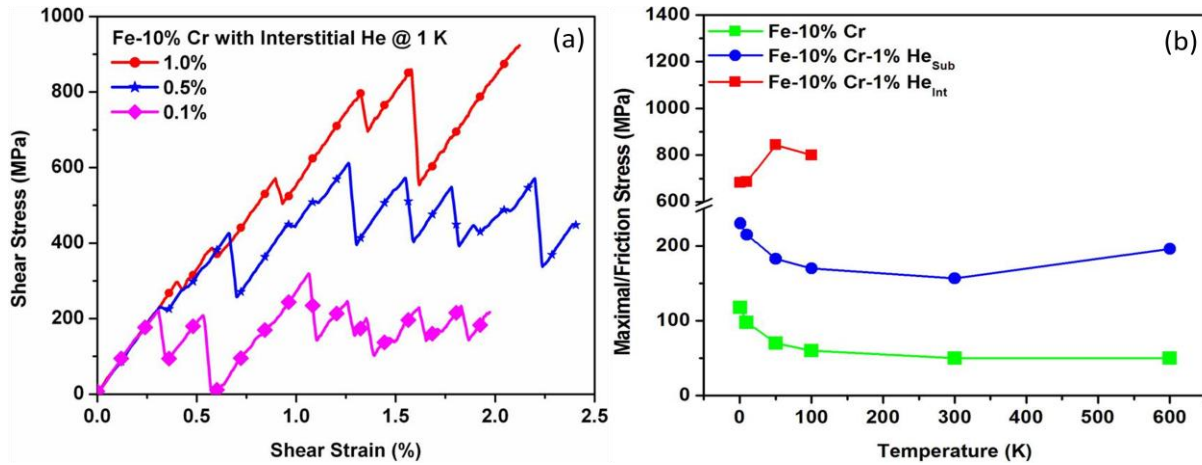 (a)
Fe-10% Cr with Interstitial He @ 1 K
1.0%
0.5%
0.1%
Shear Stress (MPa)
1000
800
600
400
200
0
0.0 0.5 1.0 1.5 2.0 2.5
Shear Strain (%)
(b)
Fe-10% Cr
Fe-10% Cr-1% HeSub
Fe-10% Cr-1% HeInt
Maximal/Friction Stress (MPa)
1400
1200
1000
800
600
200
100
0
0 100 200 300 400 500 600
Temperature (K)